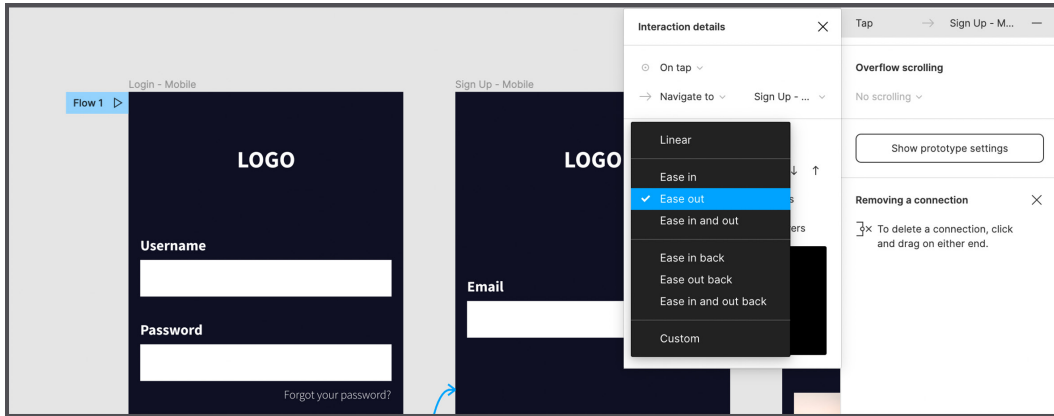 Login - Mobile
Flow 1
LOGO
Username
Password
Forgot your password?
Sign Up - Mobile
LOGO
Email
Interaction details
On tap
Navigate to Sign Up - ...
Linear
Ease in
Ease out
Ease in and out
Ease in back
Ease out back
Ease in and out back
Custom
Tap Sign Up - M...
Overflow scrolling
No scrolling
Show prototype settings
Removing a connection
To delete a connection, click
and drag on either end.